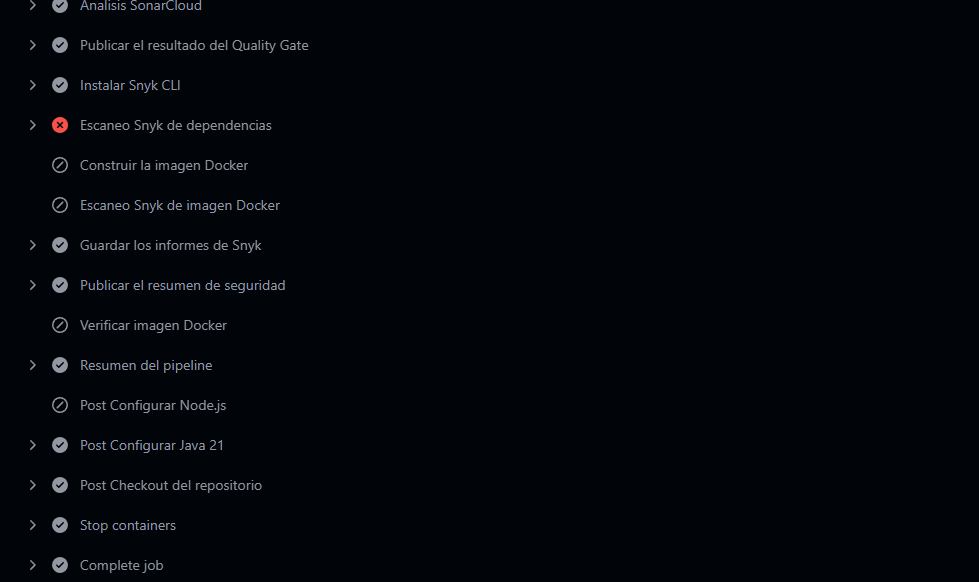 Analisis SonarCloud
Publicar el resultado del Quality Gate
Instalar Snyk CLI
Escaneo Snyk de dependencias
Construir la imagen Docker
Escaneo Snyk de imagen Docker
Guardar los informes de Snyk
Publicar el resumen de seguridad
Verificar imagen Docker
Resumen del pipeline
Post Configurar Node.js
Post Configurar Java 21
Post Checkout del repositorio
Stop containers
Complete job